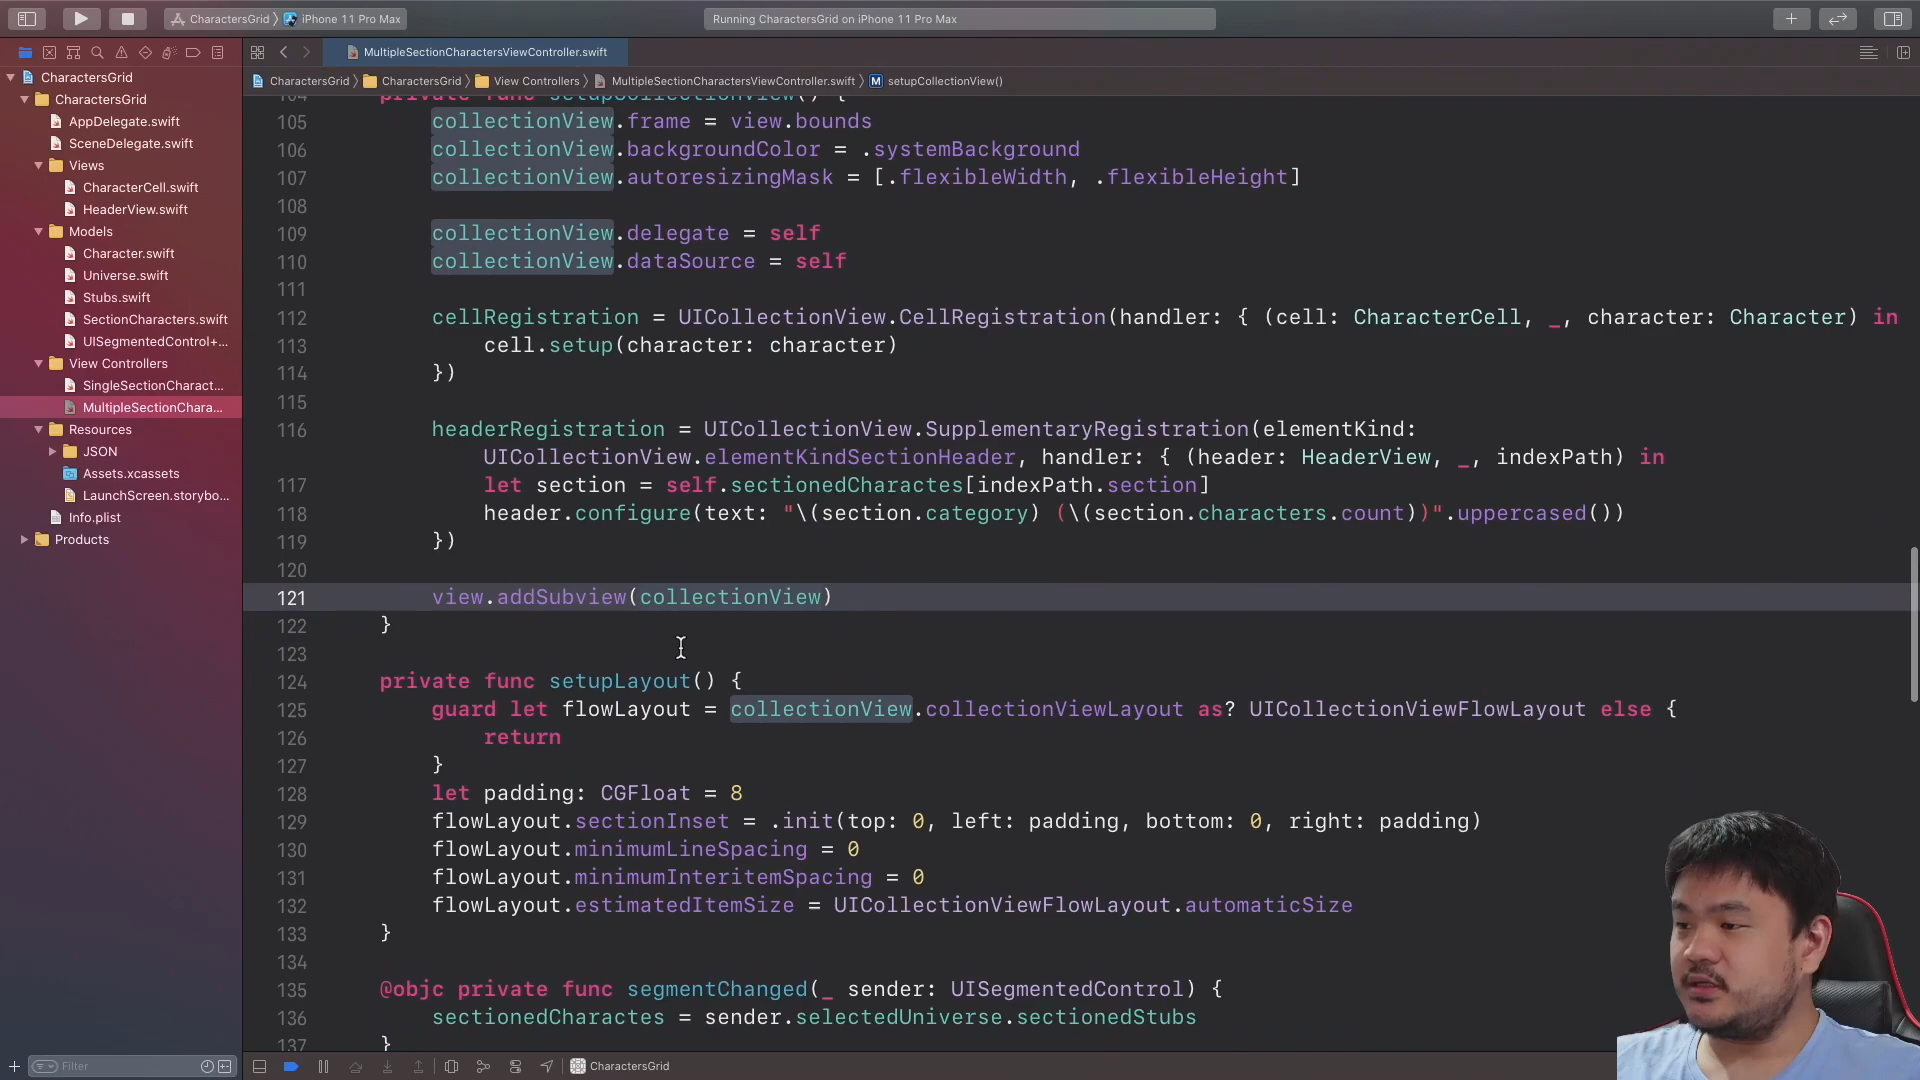 CharactersGrid
iPhone 11 Pro Max
Running CharactersGrid on iPhone 11 Pro Max
MultipleSectionCharactersViewController.swift
CharactersGrid
CharactersGrid
View Controllers
MultipleSectionCharactersViewController.swift
M
setupCollectionView()
CharactersGrid
CharactersGrid
AppDelegate.swift
SceneDelegate.swift
Views
CharacterCell.swift
HeaderView.swift
Models
Character.swift
Universe.swift
Stubs.swift
SectionCharacters.swift
UISegmentedControl+...
View Controllers
SingleSectionCharact...
MultipleSectionChara...
Resources
JSON
Assets.xcassets
LaunchScreen.storybo...
Info.plist
Products
Filter
104 private func setupCollectionView() {
105 collectionView.frame = view.bounds
106 collectionView.backgroundColor = .systemBackground
107 collectionView.autoresizingMask = [.flexibleWidth, .flexibleHeight]
108
109 collectionView.delegate = self
110 collectionView.dataSource = self
111
112 cellRegistration = UICollectionView.CellRegistration(handler: { (cell: CharacterCell, _, character: Character) in
113 cell.setup(character: character)
114 })
115
116 headerRegistration = UICollectionView.SupplementaryRegistration(elementKind:
UICollectionView.elementKindSectionHeader, handler: { (header: HeaderView, _, indexPath) in
117 let section = self.sectionedCharactes[indexPath.section]
118 header.configure(text: "\(section.category) (\(section.characters.count))".uppercased())
119 })
120
121 view.addSubview(collectionView)
122 }
123
124 private func setupLayout() {
125 guard let flowLayout = collectionView.collectionViewLayout as? UICollectionViewFlowLayout else {
126 return
127 }
128 let padding: CGFloat = 8
129 flowLayout.sectionInset = .init(top: 0, left: padding, bottom: 0, right: padding)
130 flowLayout.minimumLineSpacing = 0
131 flowLayout.minimumInteritemSpacing = 0
132 flowLayout.estimatedItemSize = UICollectionViewFlowLayout.automaticSize
133 }
134
135 @objc private func segmentChanged(_ sender: UISegmentedControl) {
136 sectionedCharactes = sender.selectedUniverse.sectionedStubs
137 }
CharactersGrid